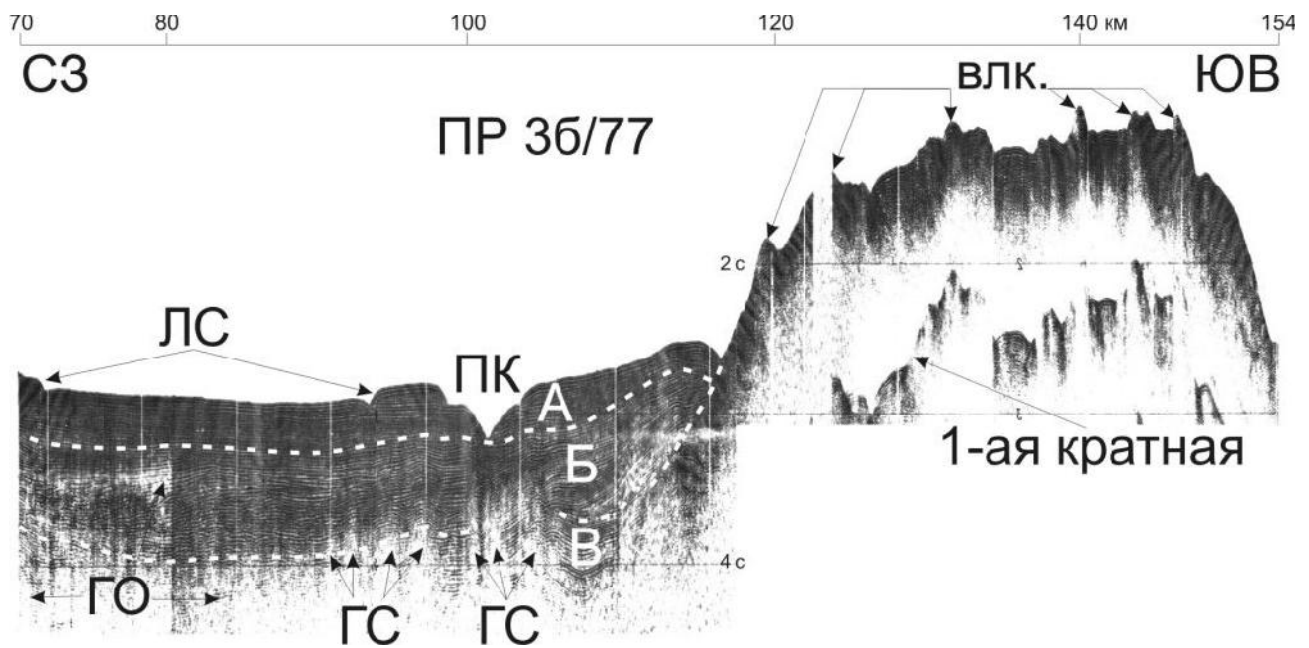 70 80 100 120 140 км 154
СЗ влк. ЮВ
ПР 3б/77
2 с
ЛС
ПК
А
1-ая кратная
Б
В
4 с
ГО
ГС ГС